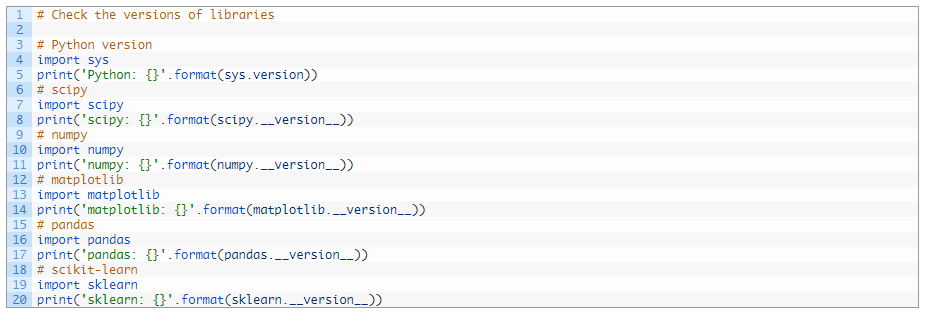 1 # Check the versions of libraries
2
3 # Python version
4 import sys
5 print('Python: {}'.format(sys.version))
6 # scipy
7 import scipy
8 print('scipy: {}'.format(scipy.__version__))
9 # numpy
10 import numpy
11 print('numpy: {}'.format(numpy.__version__))
12 # matplotlib
13 import matplotlib
14 print('matplotlib: {}'.format(matplotlib.__version__))
15 # pandas
16 import pandas
17 print('pandas: {}'.format(pandas.__version__))
18 # scikit-learn
19 import sklearn
20 print('sklearn: {}'.format(sklearn.__version__))